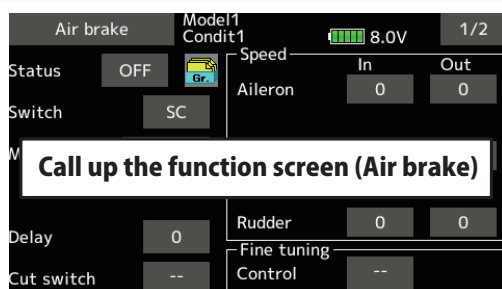 Air brake
Model1
Condit1
8.0V
1/2
Status
OFF
Gr.
Switch
SC
M
Speed
In
Out
Aileron
0
0
Call up the function screen (Air brake)
Rudder
0
0
Delay
0
Fine tuning
Cut switch
--
Control
--